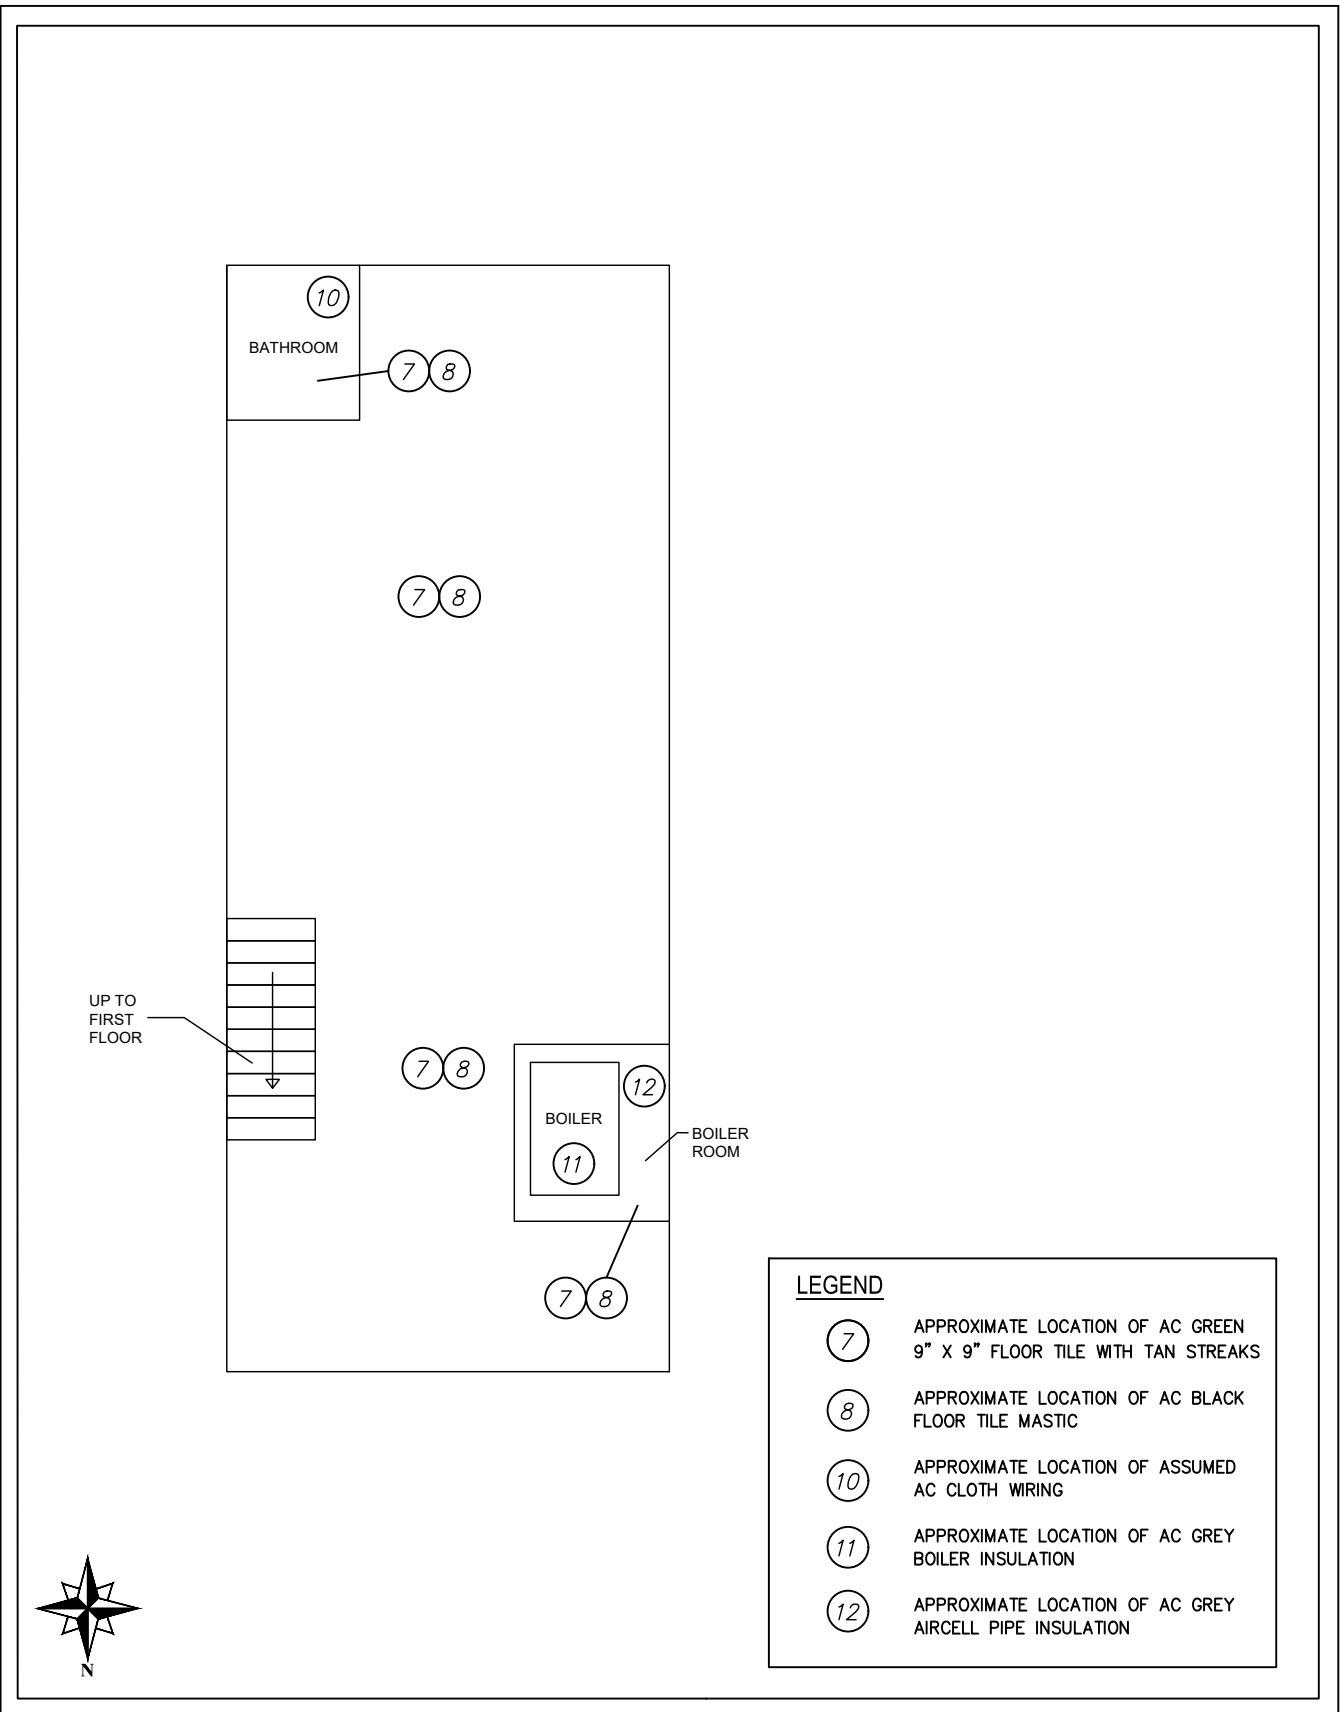 10
BATHROOM
7 8
7 8
UP TO
FIRST
FLOOR
7 8
12
BOILER
11
BOILER
ROOM
7 8
LEGEND
7 APPROXIMATE LOCATION OF AC GREEN
9" X 9" FLOOR TILE WITH TAN STREAKS
8 APPROXIMATE LOCATION OF AC BLACK
FLOOR TILE MASTIC
10 APPROXIMATE LOCATION OF ASSUMED
AC CLOTH WIRING
11 APPROXIMATE LOCATION OF AC GREY
BOILER INSULATION
12 APPROXIMATE LOCATION OF AC GREY
AIRCELL PIPE INSULATION
N